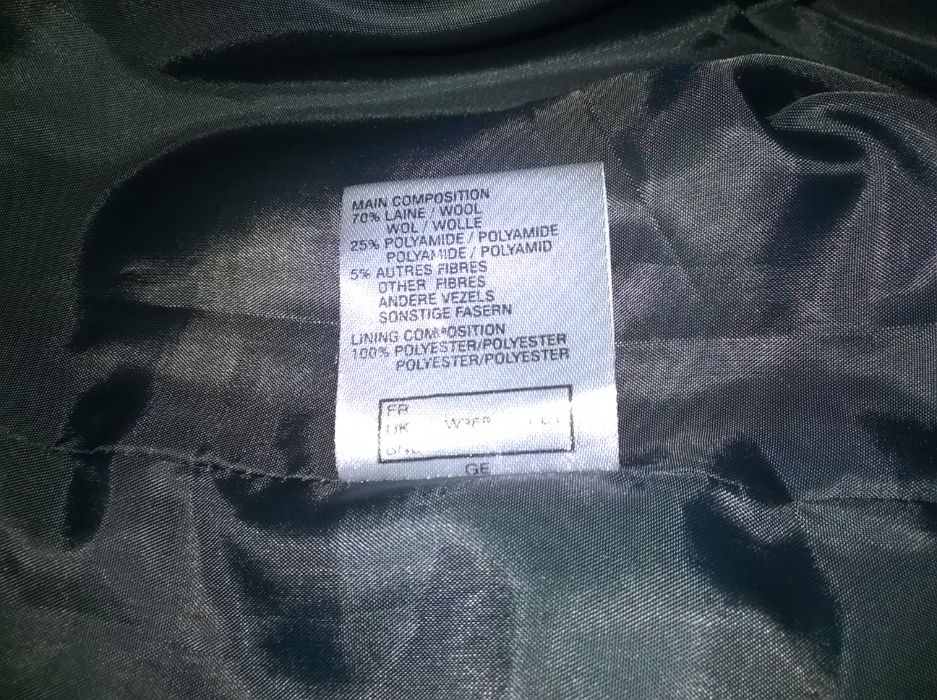 MAIN COMPOSITION
70% LAINE / WOOL
WOL / WOLLE
25% POLYAMIDE / POLYAMIDE
POLYAMIDE / POLYAMID
5% AUTRES FIBRES
OTHER FIBRES
ANDERE VEZELS
SONSTIGE FASERN
LINING COMPOSITION
100% POLYESTER/POLYESTER
POLYESTER/POLYESTER
FR
UK
GE